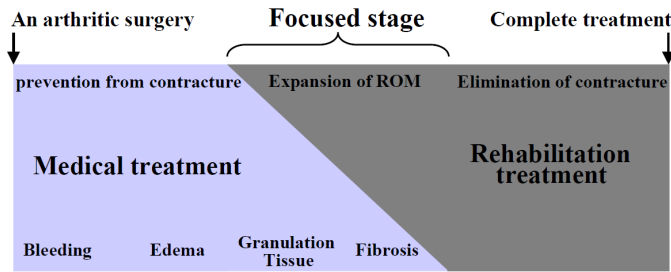 An arthritic surgery
Focused stage
Complete treatment
prevention from contracture
Expansion of ROM
Elimination of contracture
Medical treatment
Rehabilitation
treatment
Bleeding
Edema
Granulation
Tissue
Fibrosis